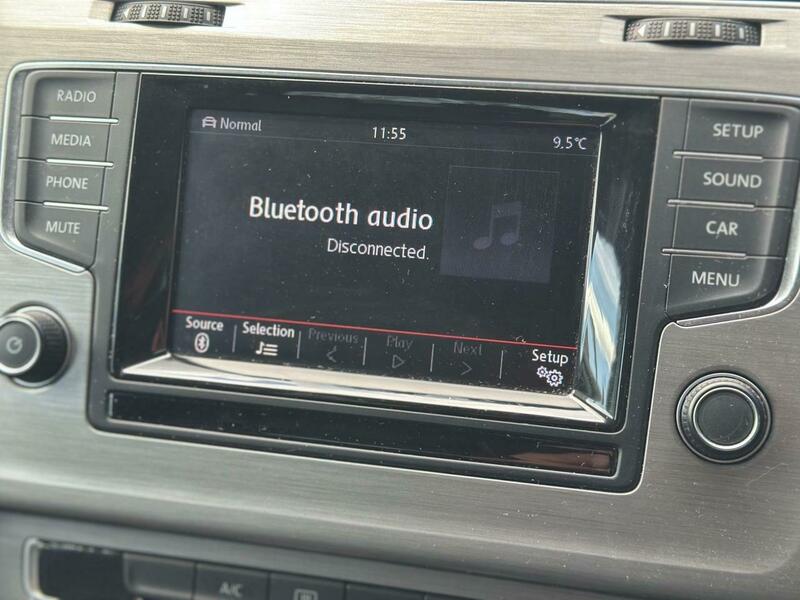 RADIO
MEDIA
PHONE
MUTE
Normal
11:55
9,5°C
Bluetooth audio
Disconnected.
Source
Selection
Previous
Play
Next
Setup
SETUP
SOUND
CAR
MENU
A/C